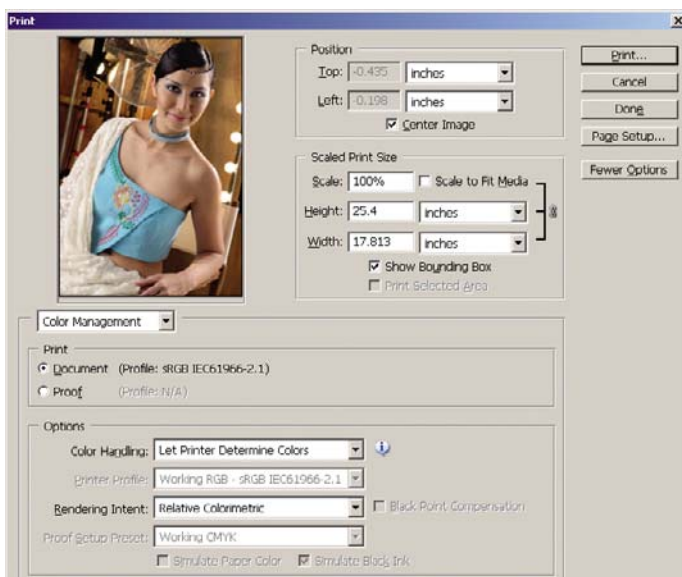 Print
Position
Top: -0.435 inches
Left: -0.198 inches
Center Image
Scaled Print Size
Scale: 100% Scale to Fit Media
Height: 25.4 inches
Width: 17.813 inches
Show Bounding Box
Print Selected Area
Print...
Cancel
Done
Page Setup...
Fewer Options
Color Management
Print
Document (Profile: sRGB IEC61966-2.1)
Proof (Profile: N/A)
Options
Color Handling: Let Printer Determine Colors
Printer Profile: Working RGB - sRGB IEC61966-2.1
Rendering Intent: Relative Colorimetric Black Point Compensation
Proof Setup Preset: Working CMYK
Simulate Paper Color Simulate Black Ink